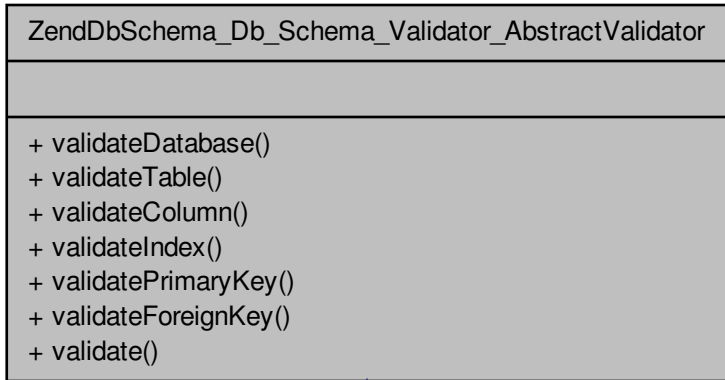 ZendDbSchema_Db_Schema_Validator_AbstractValidator
+ validateDatabase()
+ validateTable()
+ validateColumn()
+ validateIndex()
+ validatePrimaryKey()
+ validateForeignKey()
+ validate()